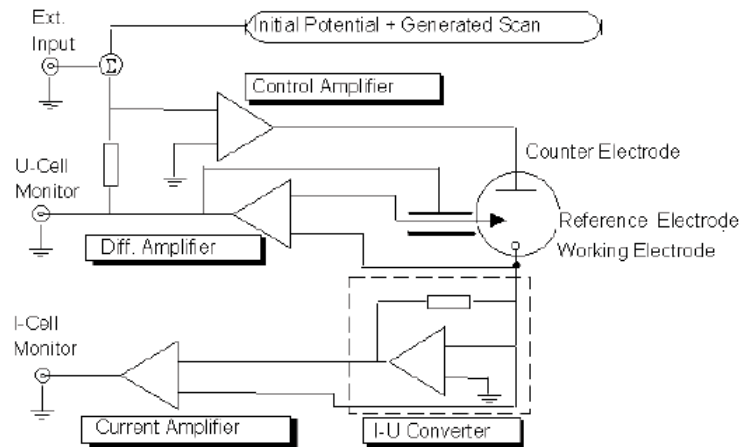 Ext.
Input
Initial Potential + Generated Scan
Σ
Control Amplifier
Counter Electrode
U-Cell
Monitor
Reference Electrode
Working Electrode
Diff. Amplifier
I-Cell
Monitor
Current Amplifier
I-U Converter